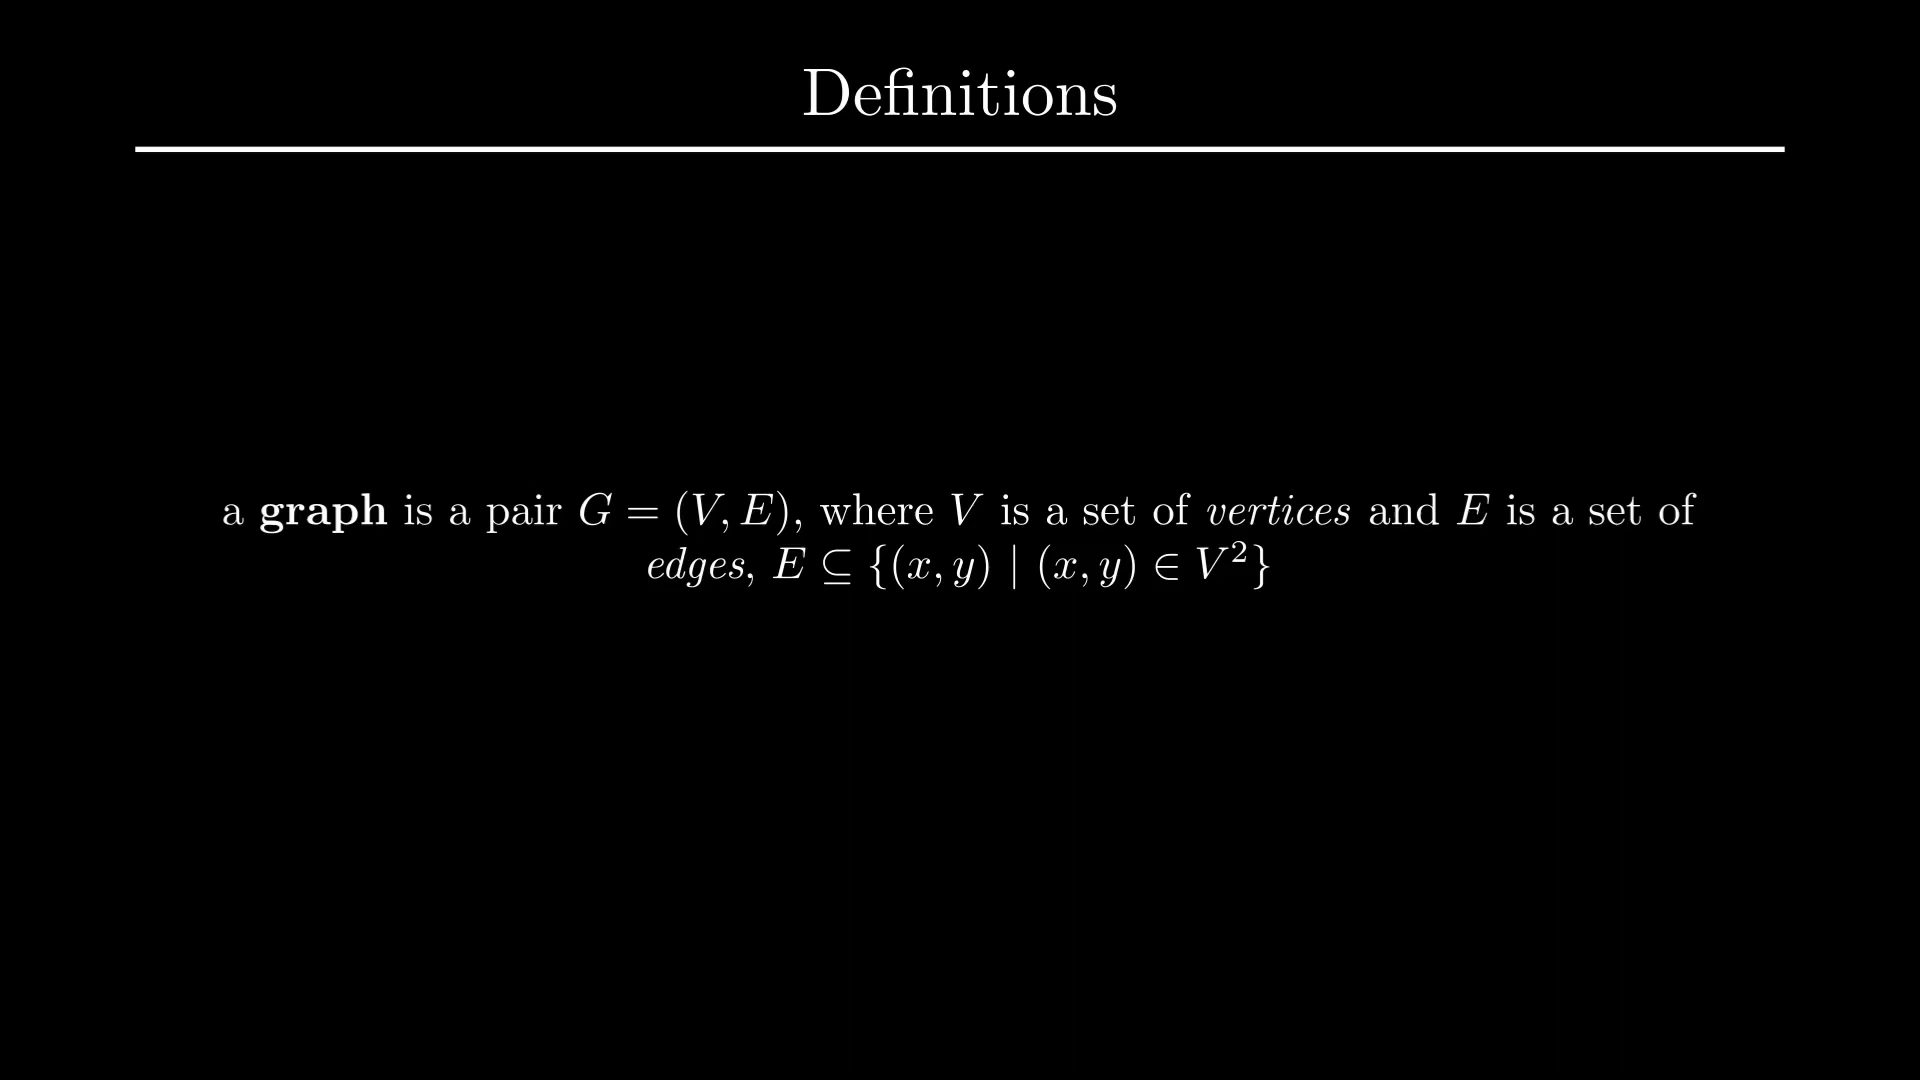 Definitions
a graph is a pair G = (V, E), where V is a set of vertices and E is a set of
edges, E ⊆ {(x, y) | (x, y) ∈ V²}